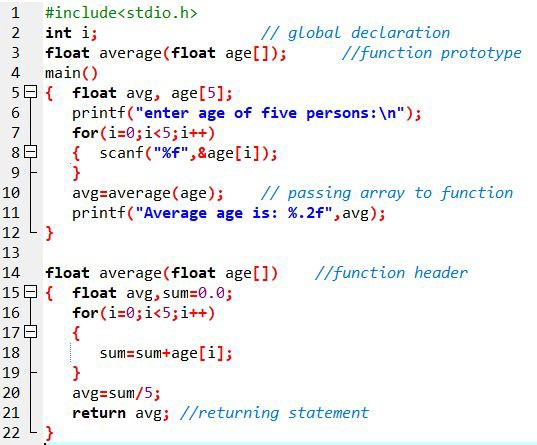 1 #include<stdio.h>
2 int i; // global declaration
3 float average(float age[]); //function prototype
4 main()
5 { float avg, age[5];
6 printf("enter age of five persons:\n");
7 for(i=0;i<5;i++)
8 { scanf("%f",&age[i]);
9 }
10 avg=average(age); // passing array to function
11 printf("Average age is: %.2f",avg);
12 }
13
14 float average(float age[]) //function header
15 { float avg,sum=0.0;
16 for(i=0;i<5;i++)
17 {
18 sum=sum+age[i];
19 }
20 avg=sum/5;
21 return avg; //returning statement
22 }